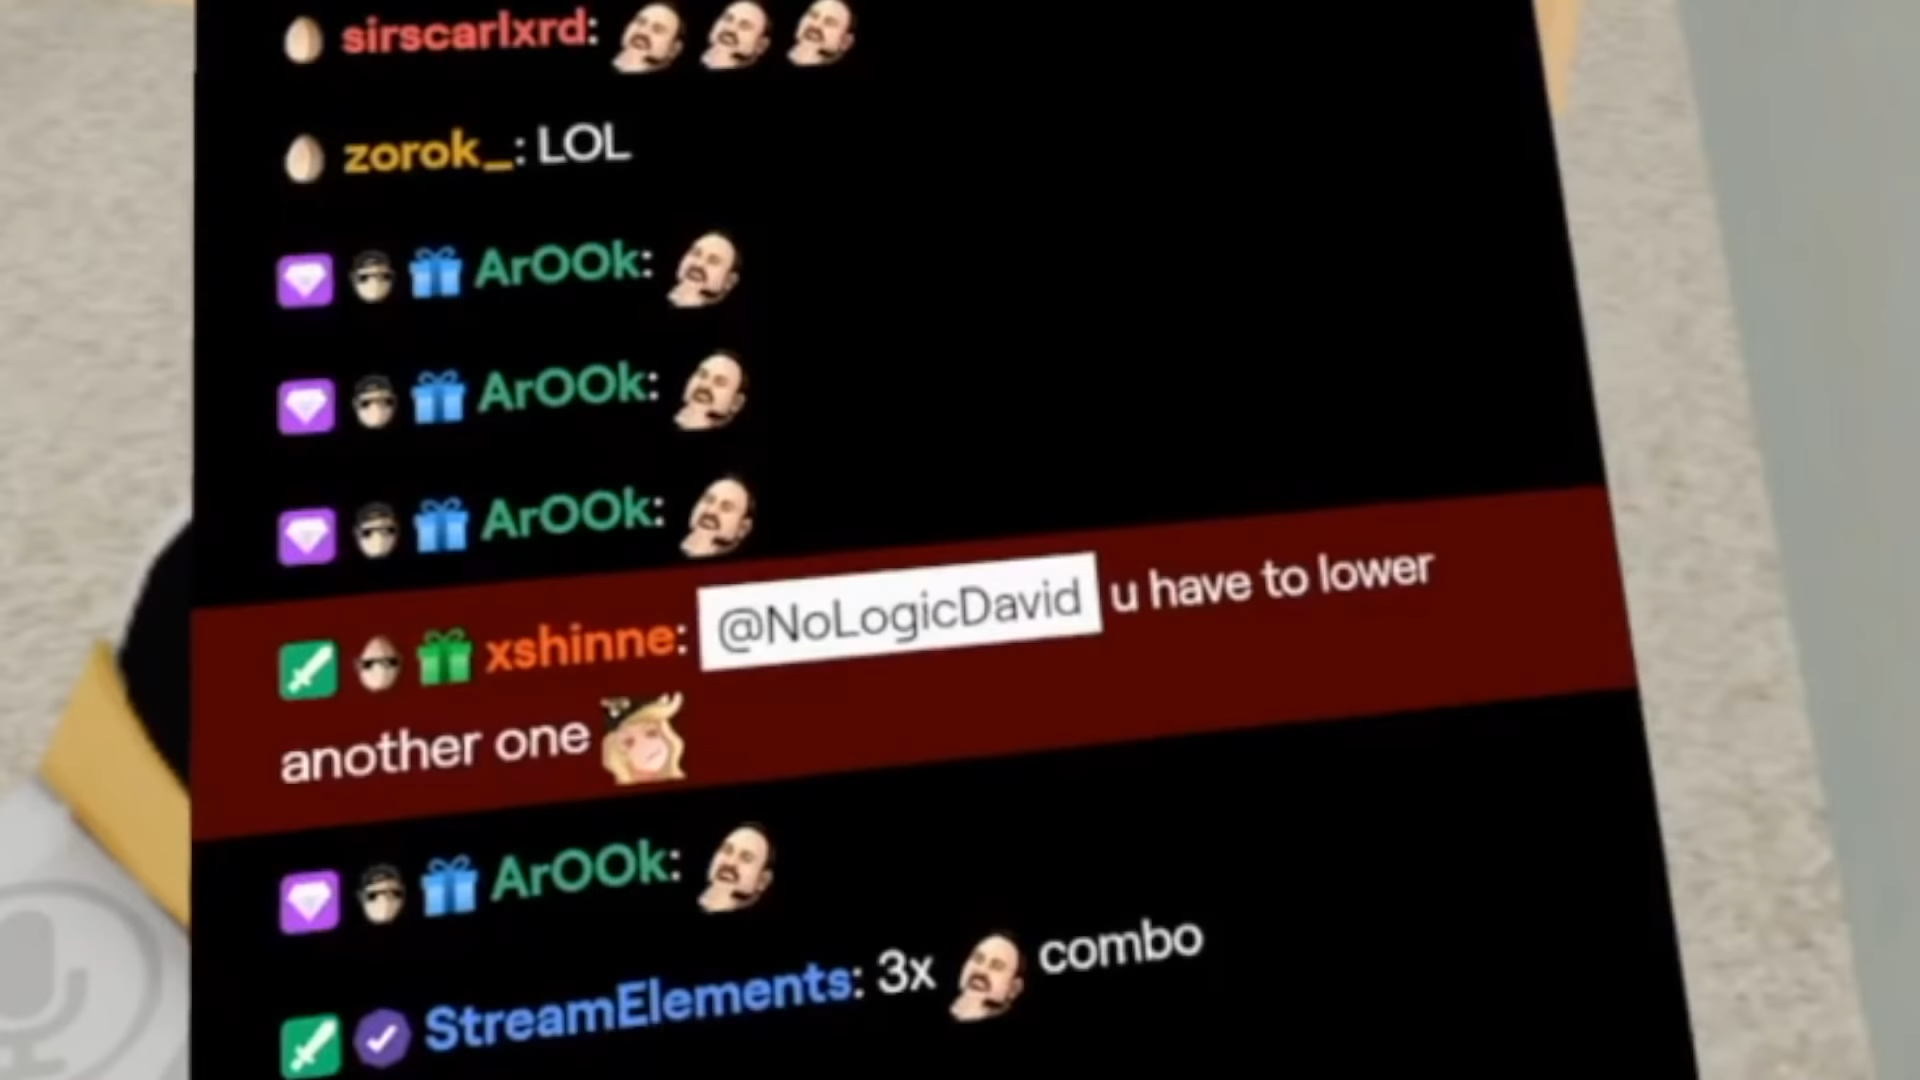 sirscarlxrd:
zorok_: LOL
ArOOk:
ArOOk:
ArOOk:
xshinne: @NoLogicDavid u have to lower
another one
ArOOk:
StreamElements: 3x combo